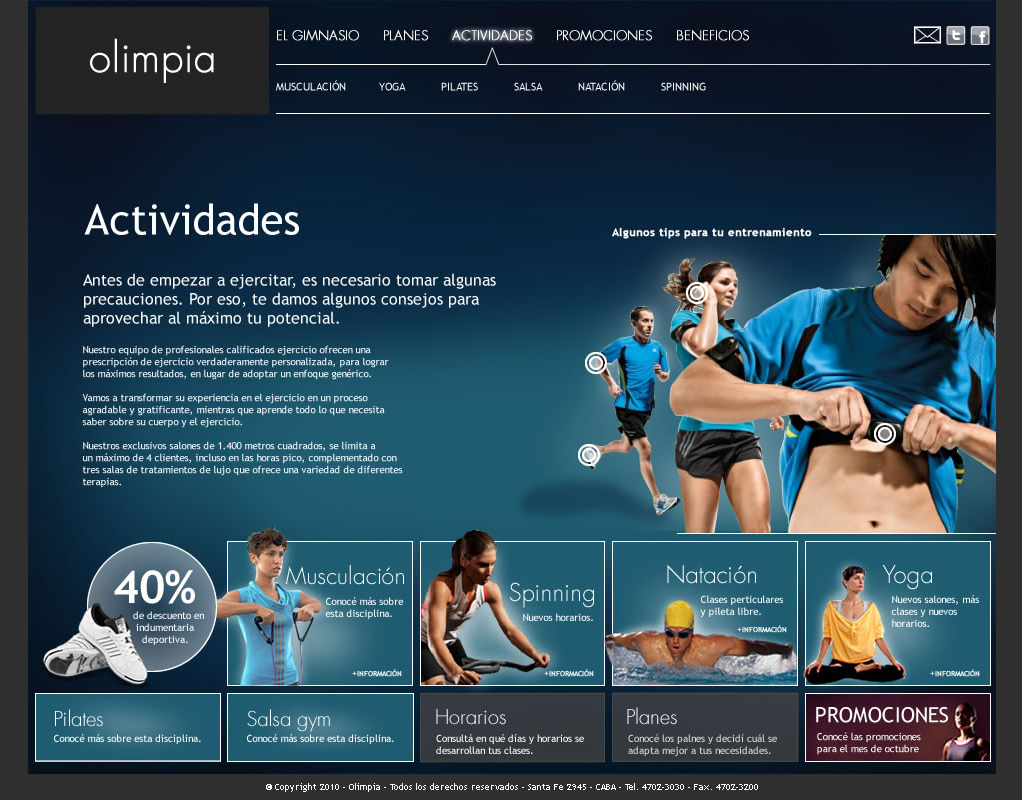 olimpia
EL GIMNASIO PLANES ACTIVIDADES PROMOCIONES BENEFICIOS
MUSCULACIÓN YOGA PILATES SALSA NATACIÓN SPINNING
Actividades
Antes de empezar a ejercitar, es necesario tomar algunas
precauciones. Por eso, te damos algunos consejos para
aprovechar al máximo tu potencial.
Nuestro equipo de profesionales calificados ejercicio ofrecen una
prescripción de ejercicio verdaderamente personalizada, para lograr
los máximos resultados, en lugar de adoptar un enfoque genérico.
Vamos a transformar su experiencia en el ejercicio en un proceso
agradable y gratificante, mientras que aprende todo lo que necesita
saber sobre su cuerpo y el ejercicio.
Nuestros exclusivos salones de 1.400 metros cuadrados, se limita a
un máximo de 4 clientes, incluso en las horas pico, complementado con
tres salas de tratamientos de lujo que ofrece una variedad de diferentes
terapias.
Algunos tips para tu entrenamiento
40%
de descuento en
indumentaria
deportiva.
Musculación
Conocé más sobre
esta disciplina.
+INFORMACIÓN
Spinning
Nuevos horarios.
+INFORMACIÓN
Natación
Clases perticulares
y pileta libre.
+INFORMACIÓN
Yoga
Nuevos salones, más
clases y nuevos
horarios.
+INFORMACIÓN
Pilates
Conocé más sobre esta disciplina.
Salsa gym
Conocé más sobre esta disciplina.
Horarios
Consultá en qué días y horarios se
desarrollan tus clases.
Planes
Conocé los palnes y decidí cuál se
adapta mejor a tus necesidades.
PROMOCIONES
Conocé las promociones
para el mes de octubre
© Copyright 2010 - Olimpia - Todos los derechos reservados - Santa Fe 2945 - CABA - Tel. 4702-3030 - Fax. 4702-3200